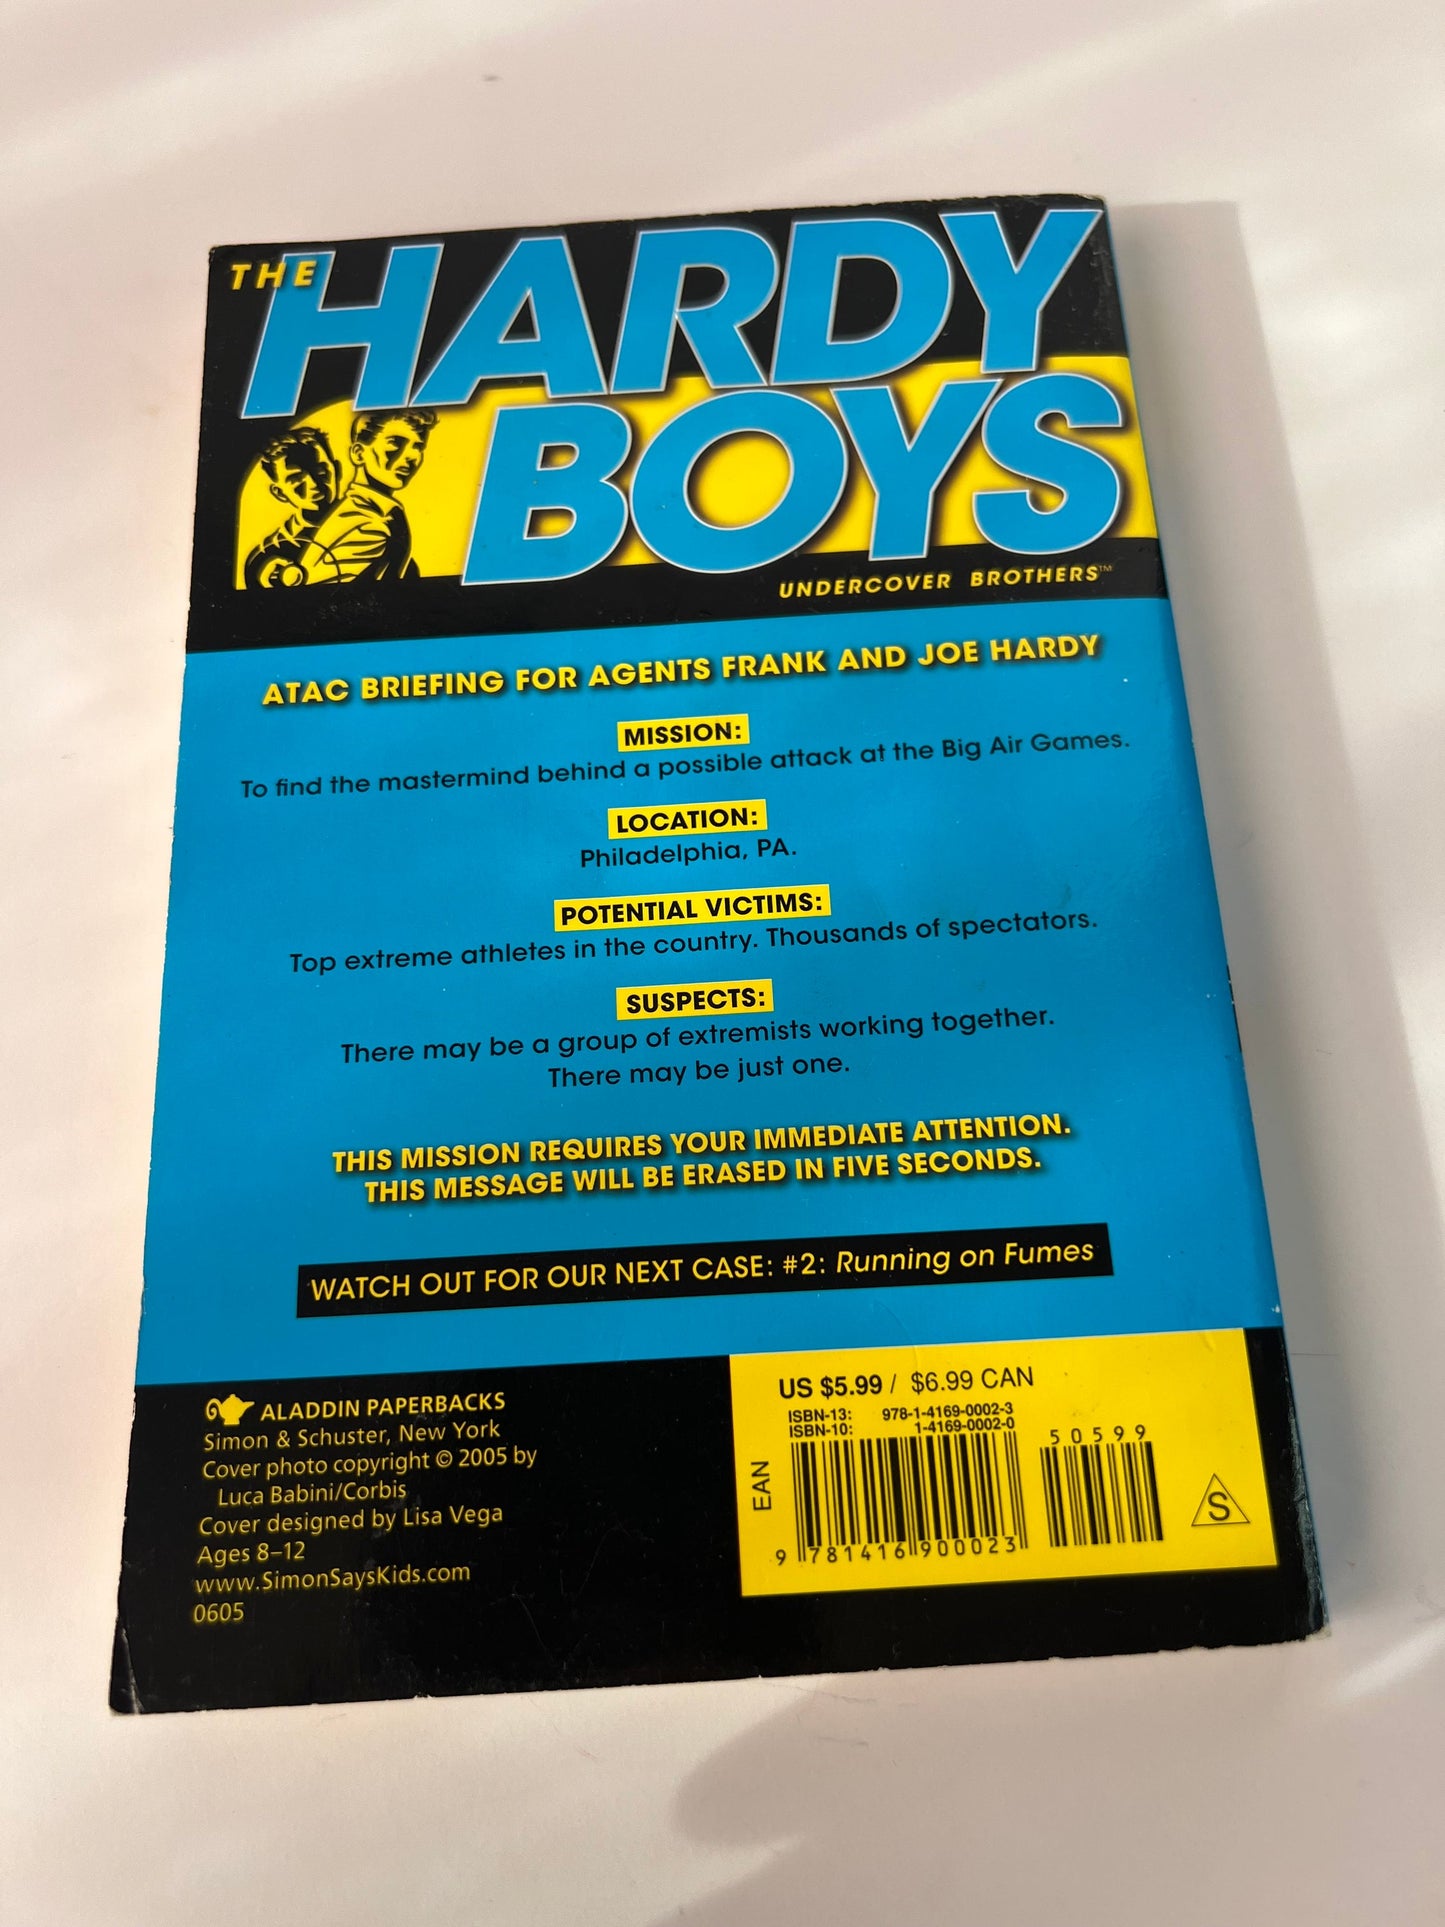 THE
HARDY
BOYS
UNDERCOVER BROTHERS™
ATAC BRIEFING FOR AGENTS FRANK AND JOE HARDY
MISSION:
To find the mastermind behind a possible attack at the Big Air Games.
LOCATION:
Philadelphia, PA.
POTENTIAL VICTIMS:
Top extreme athletes in the country. Thousands of spectators.
SUSPECTS:
There may be a group of extremists working together.
There may be just one.
THIS MISSION REQUIRES YOUR IMMEDIATE ATTENTION.
THIS MESSAGE WILL BE ERASED IN FIVE SECONDS.
WATCH OUT FOR OUR NEXT CASE: #2: Running on Fumes
ALADDIN PAPERBACKS
Simon & Schuster, New York
Cover photo copyright © 2005 by
Luca Babini/Corbis
Cover designed by Lisa Vega
Ages 8–12
www.SimonSaysKids.com
0605
US $5.99 / $6.99 CAN
ISBN-13: 978-1-4169-0002-3
ISBN-10: 1-4169-0002-0
50599
EAN
9 781416 900023
S